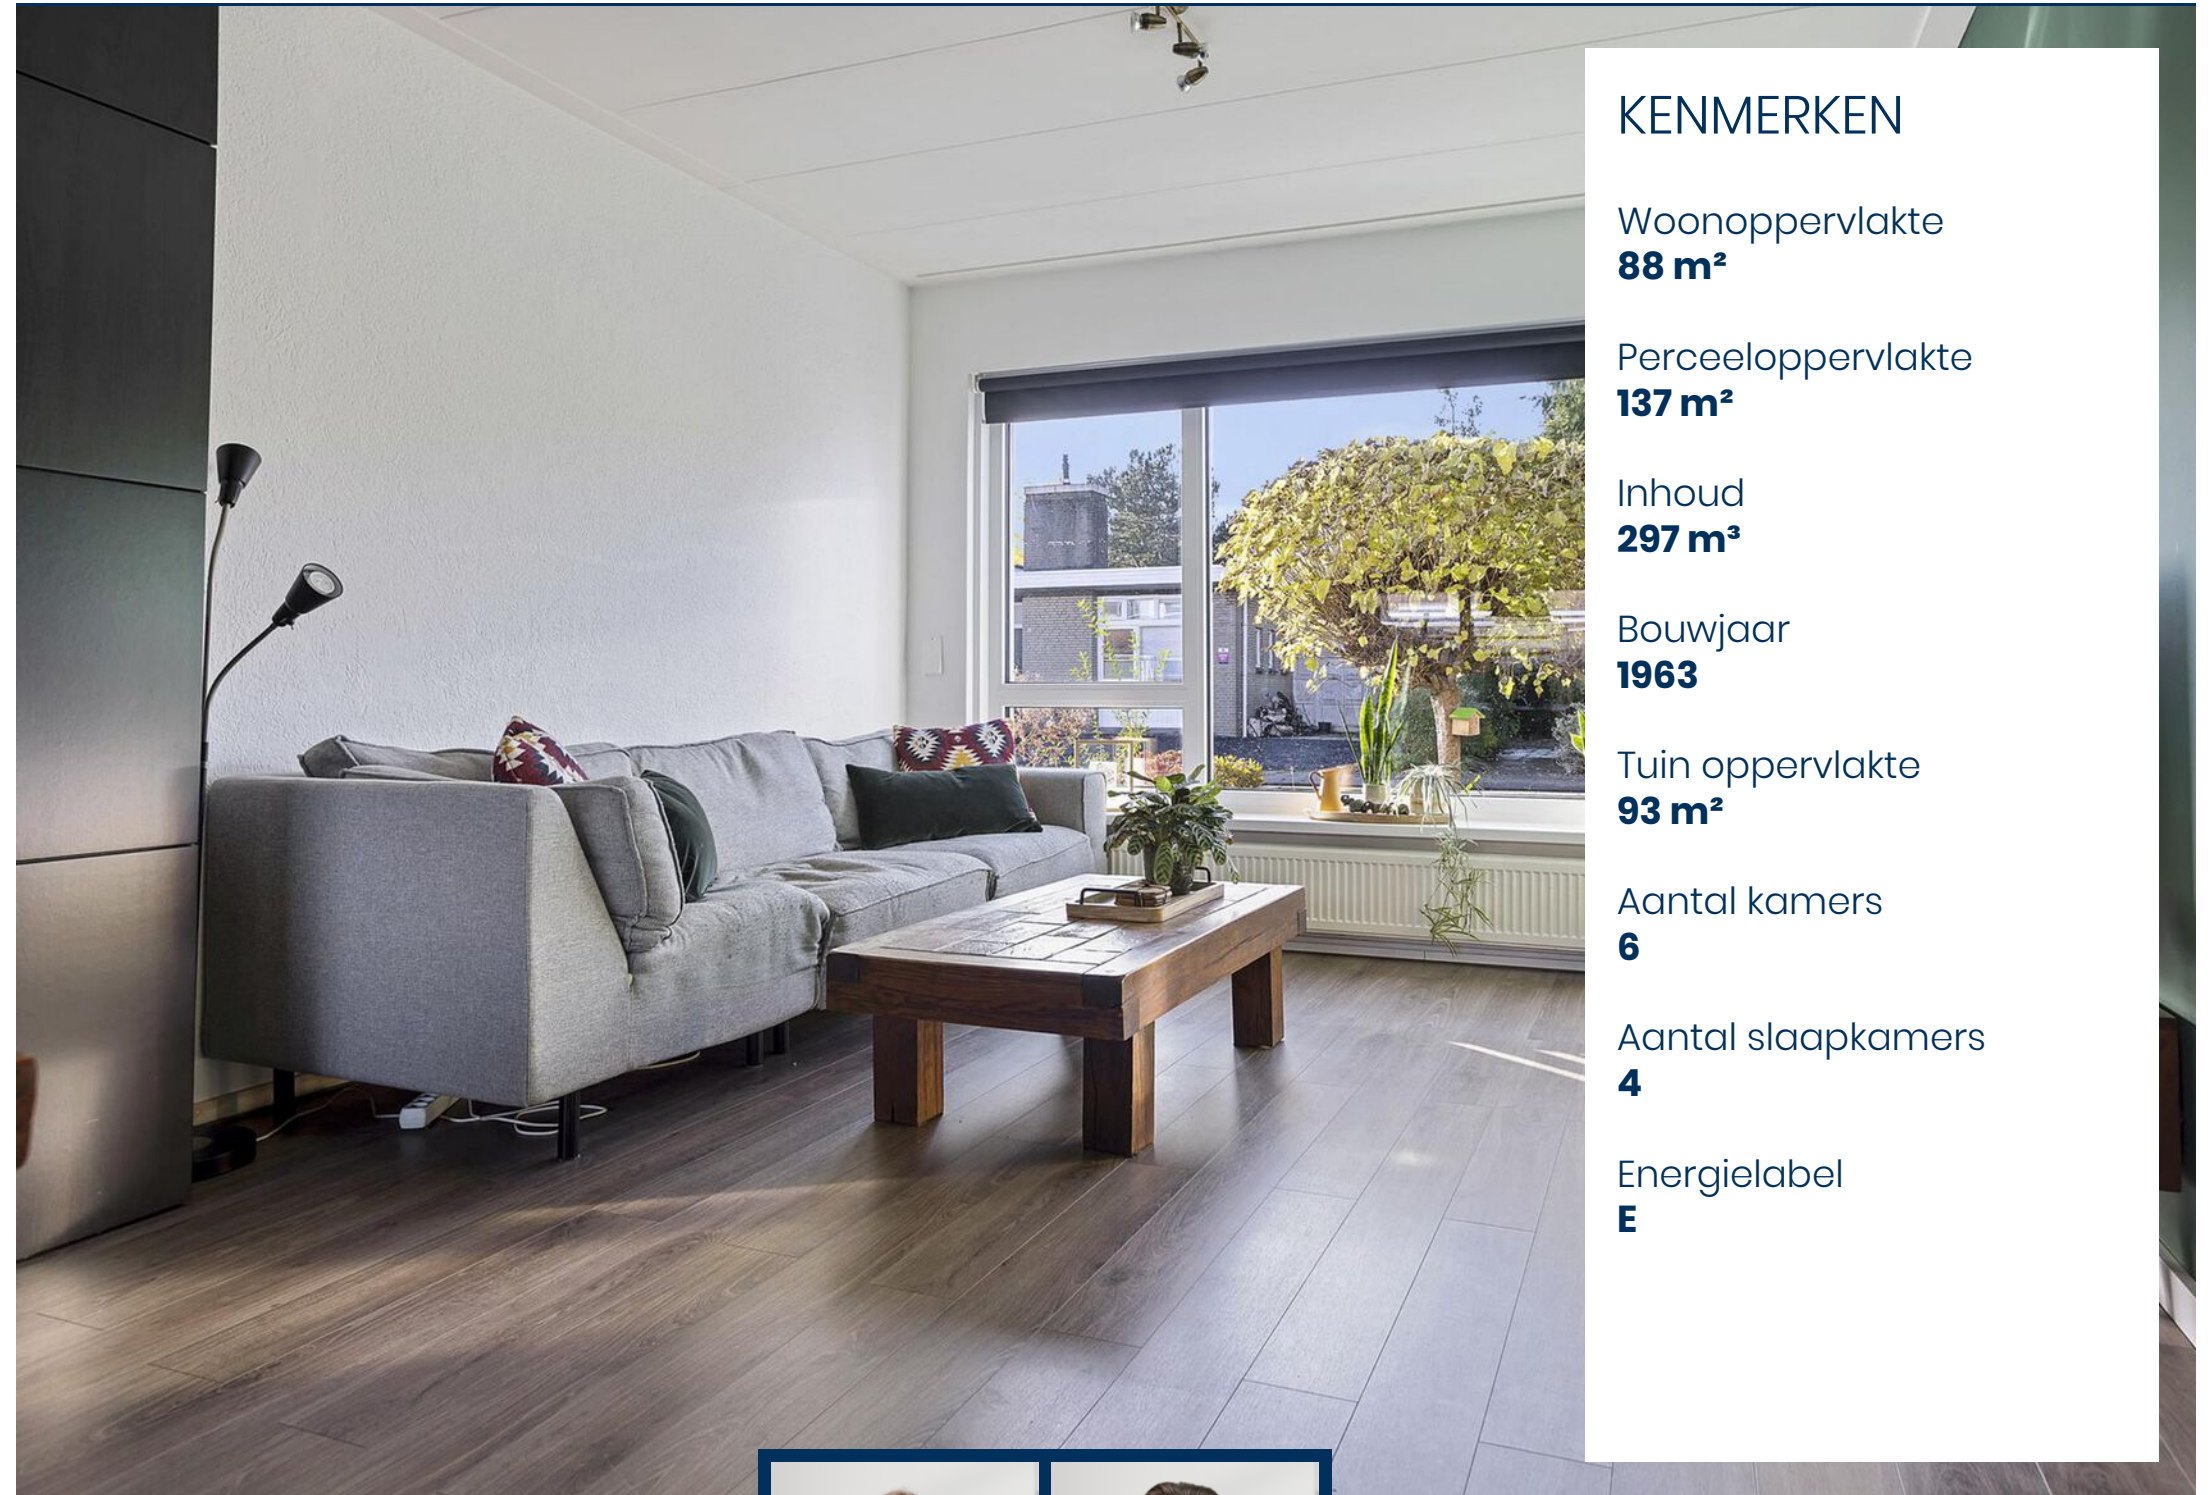 KENMERKEN
Woonoppervlakte
88 m²
Perceeloppervlakte
137 m²
Inhoud
297 m³
Bouwjaar
1963
Tuin oppervlakte
93 m²
Aantal kamers
6
Aantal slaapkamers
4
Energielabel
E